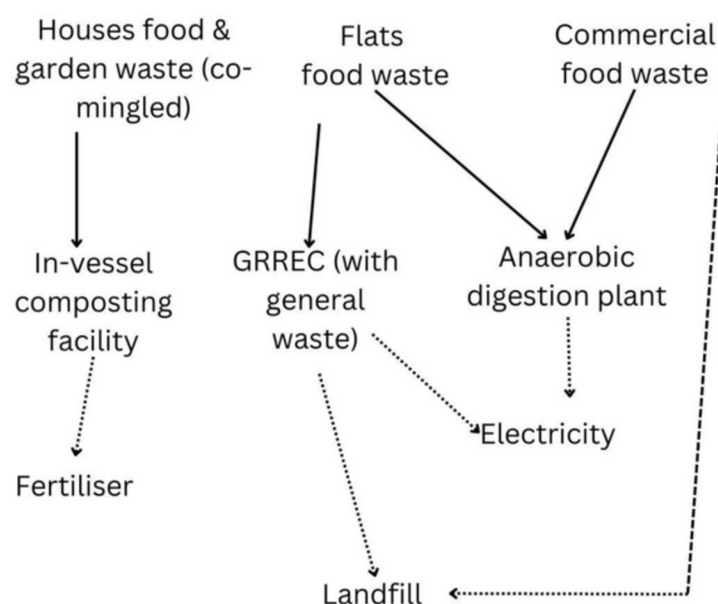 Houses food &
garden waste (co-
mingled)
Flats
food waste
Commercial
food waste
In-vessel
composting
facility
GRREC (with
general
waste)
Anaerobic
digestion plant
Electricity
Fertiliser
Landfill